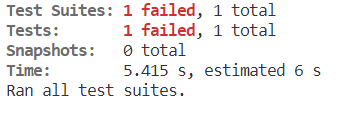 Test Suites: 1 failed, 1 total
Tests: 1 failed, 1 total
Snapshots: 0 total
Time: 5.415 s, estimated 6 s
Ran all test suites.